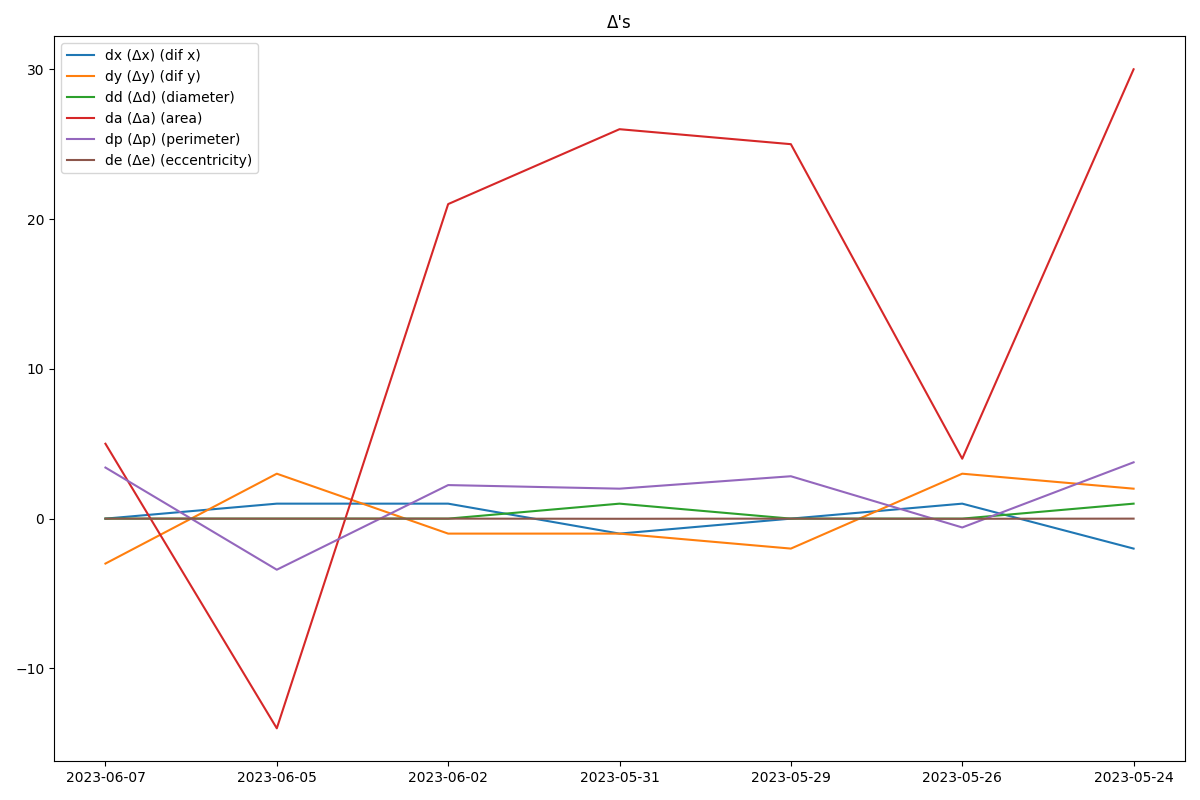 Δ's
dx (Δx) (dif x)
dy (Δy) (dif y)
dd (Δd) (diameter)
da (Δa) (area)
dp (Δp) (perimeter)
de (Δe) (eccentricity)
30
20
10
0
−10
2023-06-07 2023-06-05 2023-06-02 2023-05-31 2023-05-29 2023-05-26 2023-05-24